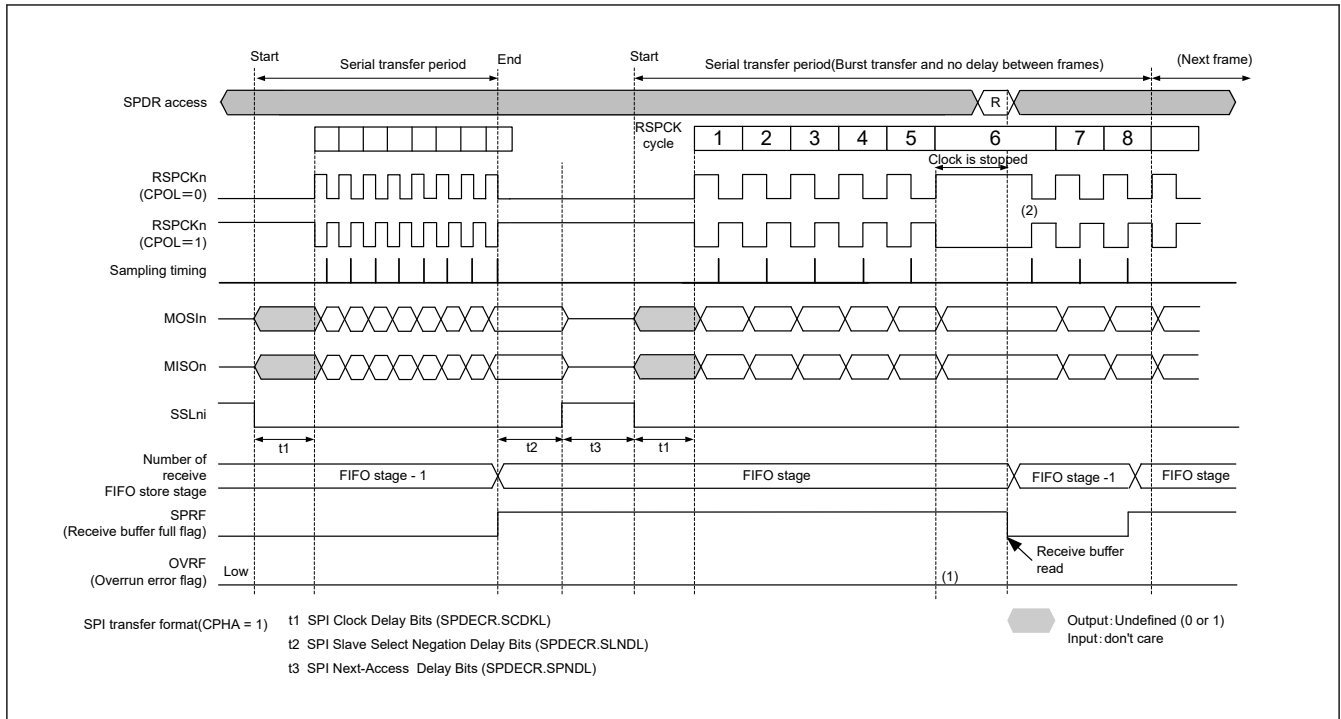 Start
Serial transfer period
End
Start
Serial transfer period(Burst transfer and no delay between frames)
(Next frame)
SPDR access
R
RSPCK
cycle
1 2 3 4 5 6 7 8
Clock is stopped
RSPCKn
(CPOL=0)
(2)
RSPCKn
(CPOL=1)
Sampling timing
MOSIn
MISOn
SSLni
t1 t2 t3 t1
Number of
receive
FIFO store stage
FIFO stage - 1
FIFO stage
FIFO stage -1
FIFO stage
SPRF
(Receive buffer full flag)
Receive buffer
read
OVRF
(Overrun error flag)
Low
(1)
SPI transfer format(CPHA = 1)
t1 SPI Clock Delay Bits (SPDECR.SCDKL)
t2 SPI Slave Select Negation Delay Bits (SPDECR.SLNDL)
t3 SPI Next-Access Delay Bits (SPDECR.SPNDL)
Output:Undefined (0 or 1)
Input:don't care